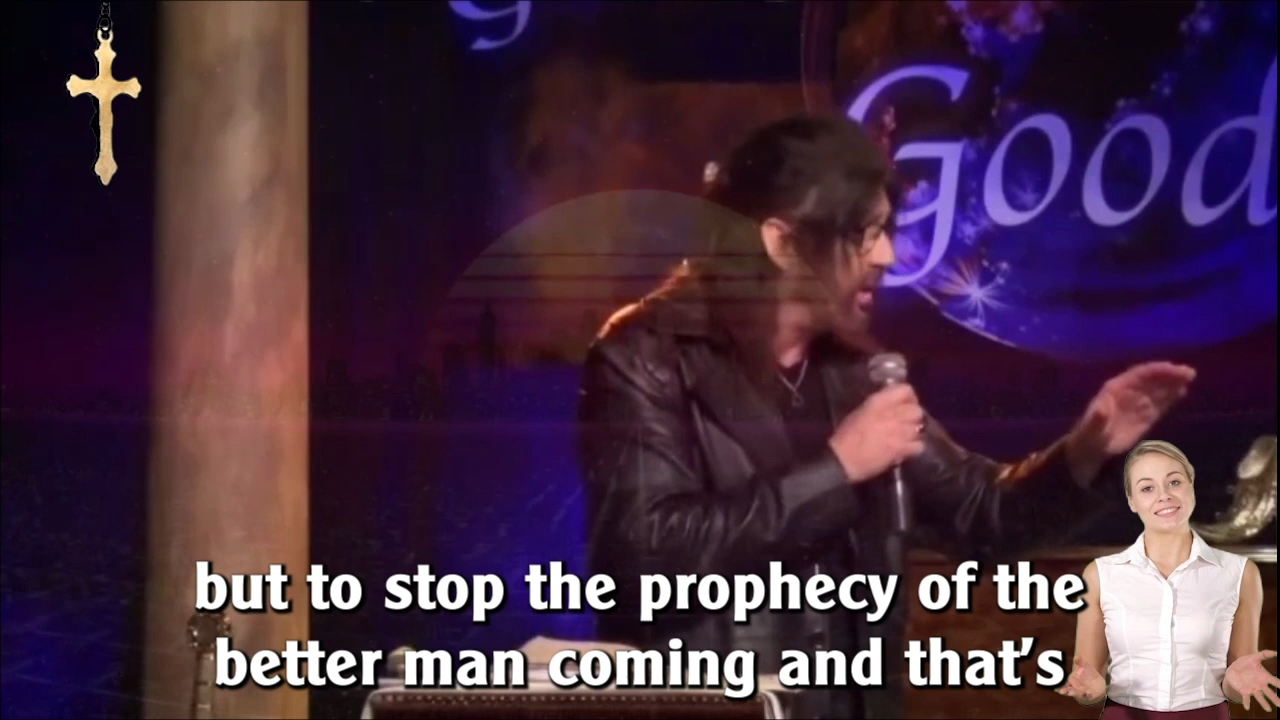 g
Good
but to stop the prophecy of the
better man coming and that's